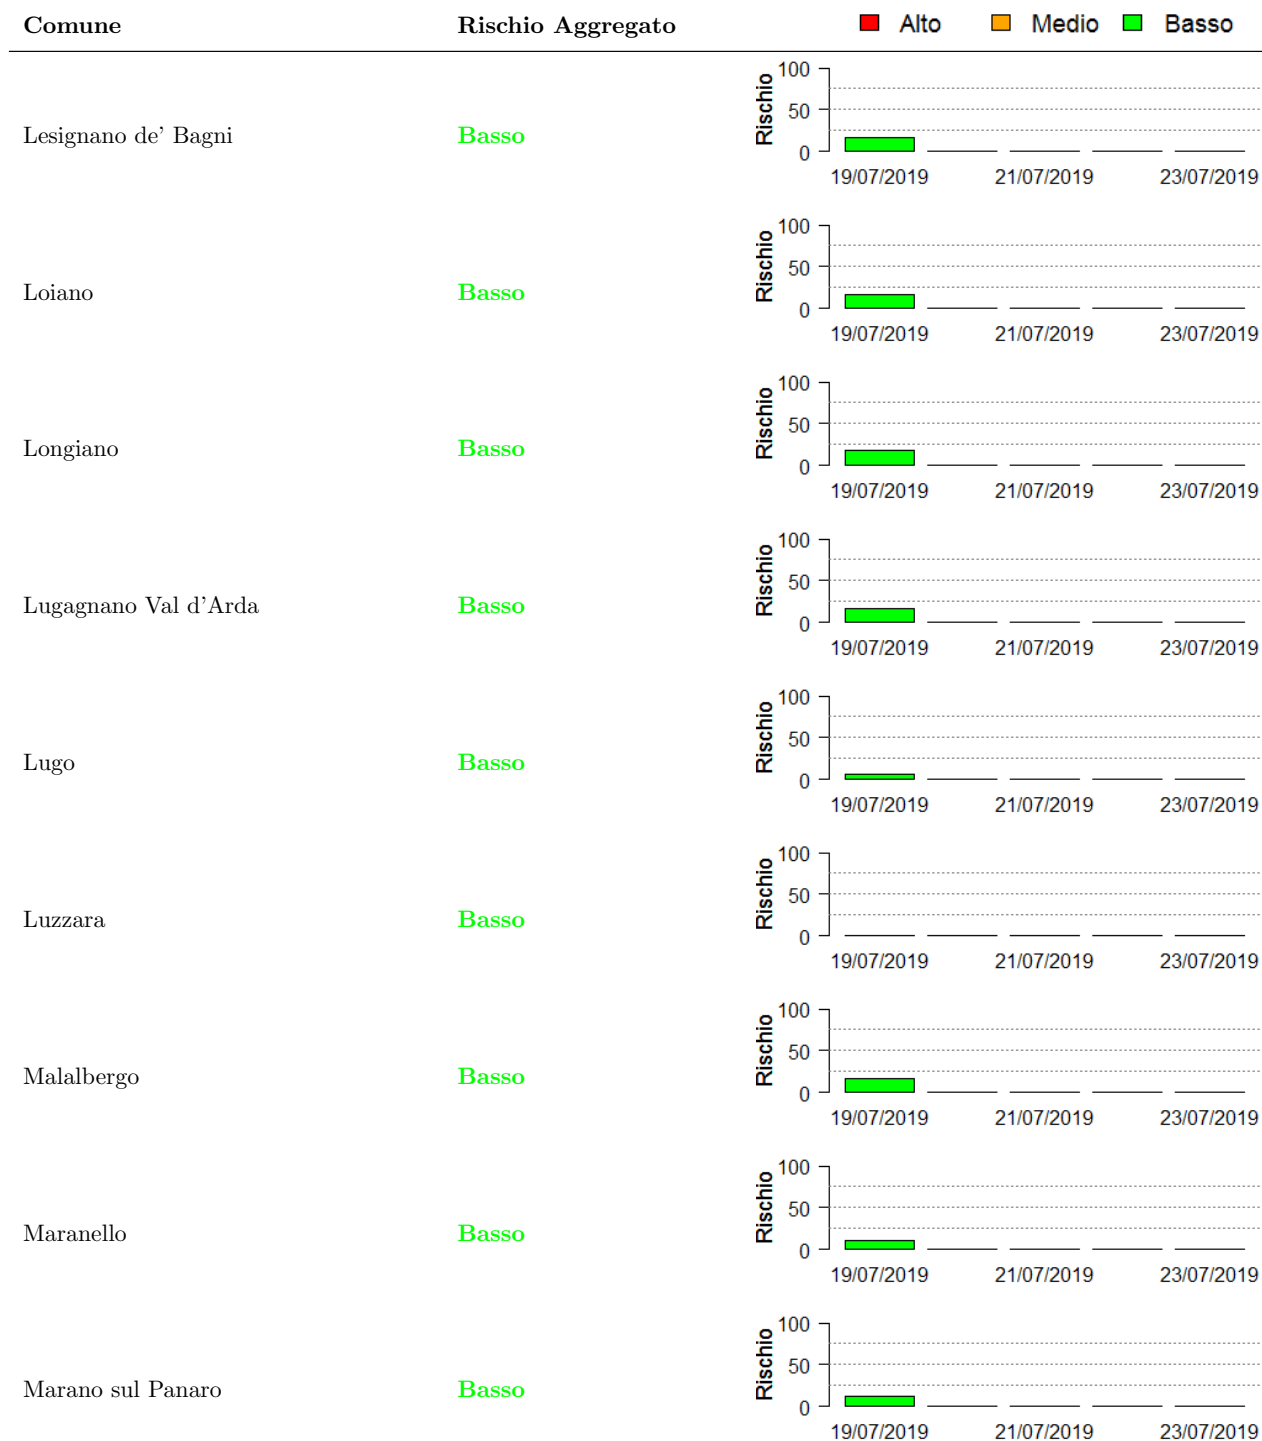 Comune Rischio Aggregato Alto Medio Basso
100
50
0
Rischio
Lesignano de' Bagni Basso
19/07/2019 21/07/2019 23/07/2019
100
50
0
Rischio
Loiano Basso
19/07/2019 21/07/2019 23/07/2019
100
50
0
Rischio
Longiano Basso
19/07/2019 21/07/2019 23/07/2019
100
50
0
Rischio
Lugagnano Val d'Arda Basso
19/07/2019 21/07/2019 23/07/2019
100
50
0
Rischio
Lugo Basso
19/07/2019 21/07/2019 23/07/2019
100
50
0
Rischio
Luzzara Basso
19/07/2019 21/07/2019 23/07/2019
100
50
0
Rischio
Malalbergo Basso
19/07/2019 21/07/2019 23/07/2019
100
50
0
Rischio
Maranello Basso
19/07/2019 21/07/2019 23/07/2019
100
50
0
Rischio
Marano sul Panaro Basso
19/07/2019 21/07/2019 23/07/2019